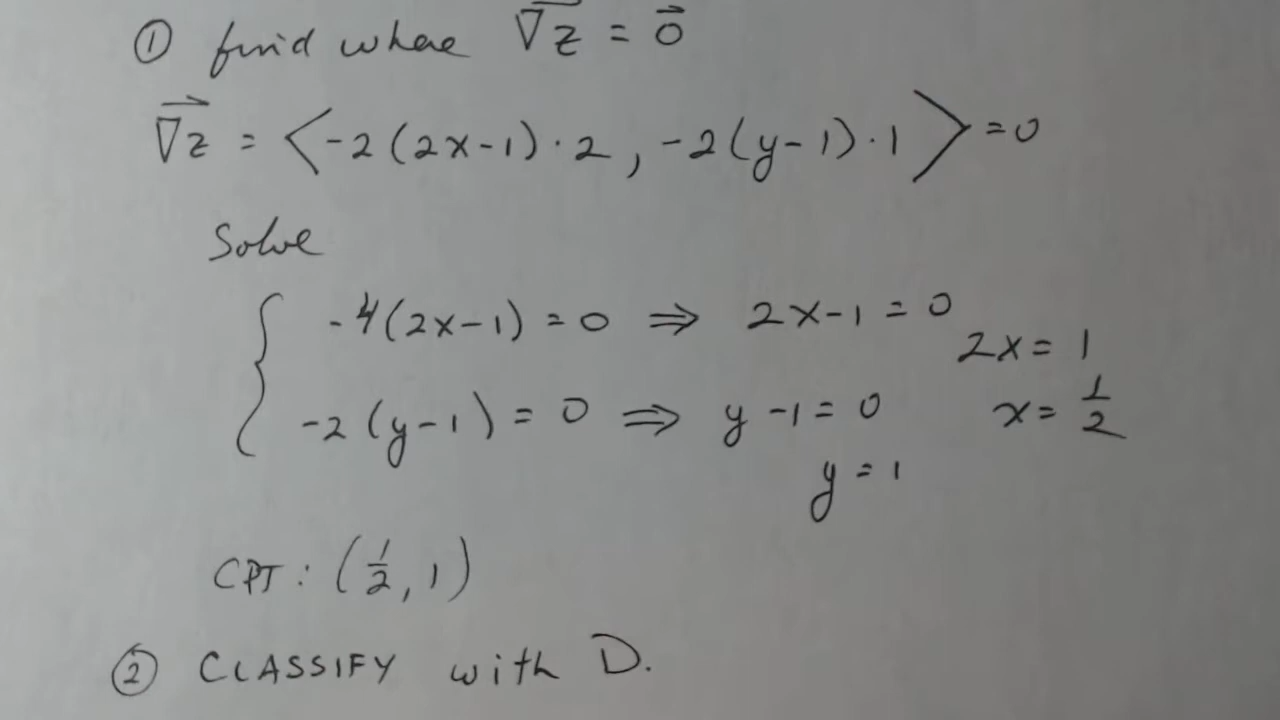 ① find where ∇z⃗ = 0⃗
∇z⃗ = ⟨-2(2x-1)·2, -2(y-1)·1⟩ = 0
Solve
{ -4(2x-1) = 0 ⇒ 2x-1 = 0
2x = 1
-2(y-1) = 0 ⇒ y-1 = 0
x = 1/2
y = 1
CPT: (1/2, 1)
② CLASSIFY with D.